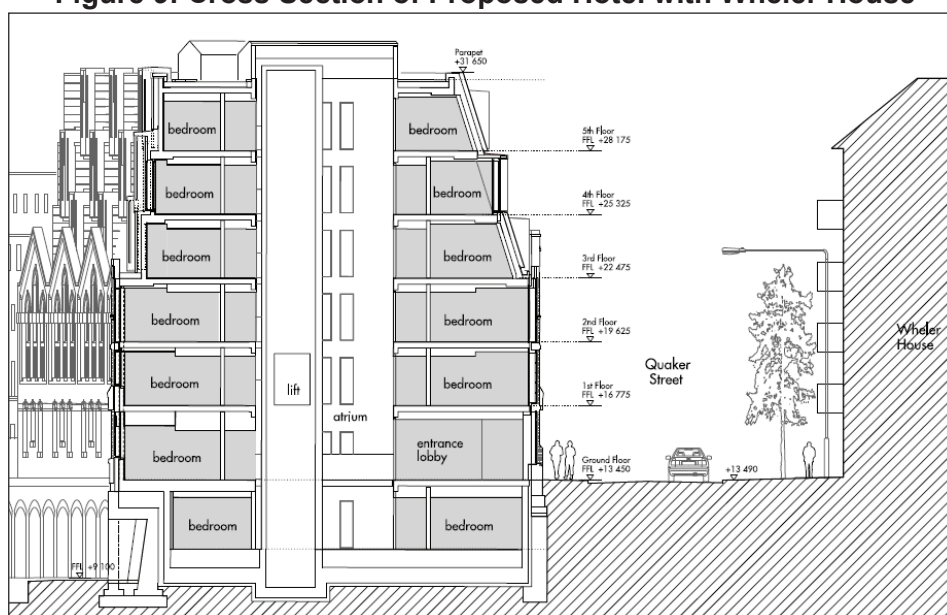 Figure 9: Cross Section of Proposed Hotel with Wheler House
Parapet
+31 650
bedroom
bedroom
5th Floor
FFL +28 175
bedroom
bedroom
4th Floor
FFL +25 325
bedroom
bedroom
3rd Floor
FFL +22 475
bedroom
bedroom
2nd Floor
FFL +19 625
Wheler
House
Quaker
Street
bedroom
lift
bedroom
1st Floor
FFL +16 775
atrium
bedroom
entrance
lobby
Ground Floor
FFL +13 450
+13 490
bedroom
bedroom
FFL +9 100